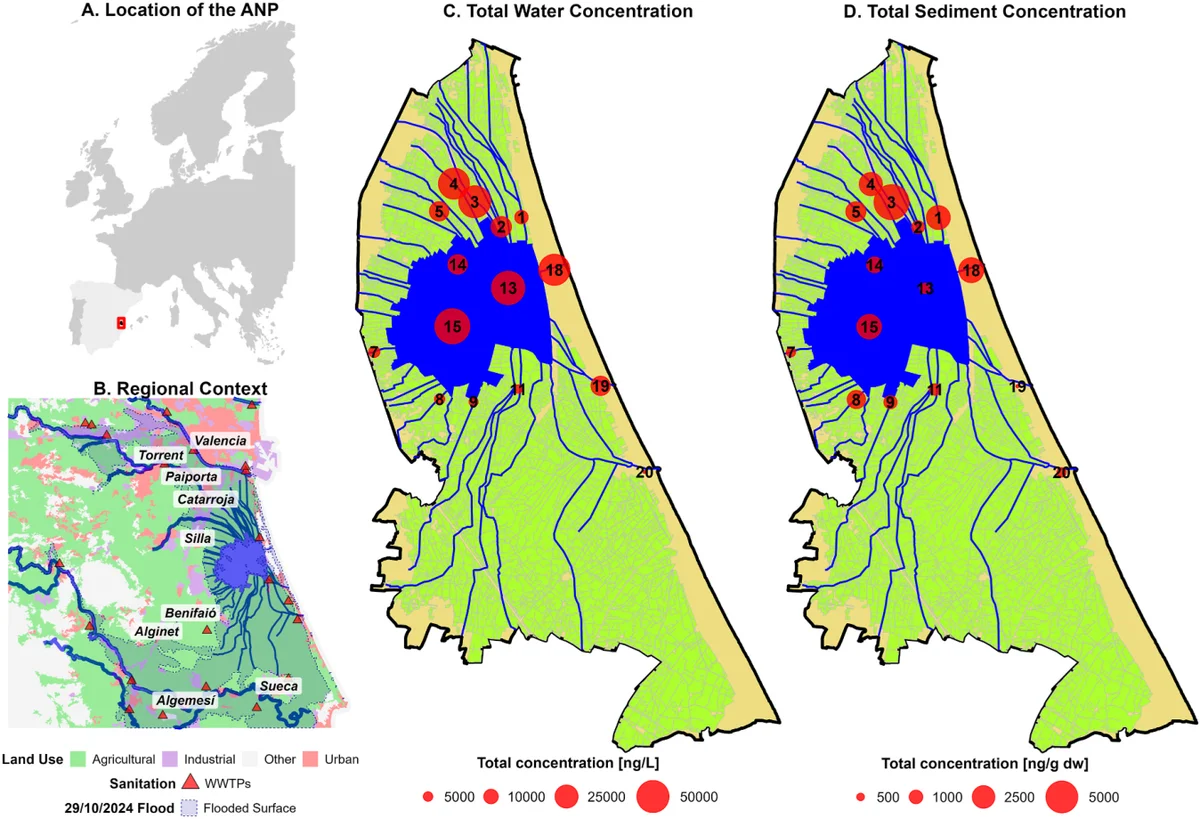 A. Location of the ANP
C. Total Water Concentration
D. Total Sediment Concentration
B. Regional Context
Valencia
Torrent
Paiporta
Catarroja
Silla
Benifaió
Alginet
Sueca
Algemesí
Land Use Agricultural Industrial Other Urban
Sanitation WWTPs
29/10/2024 Flood Flooded Surface
4
3
5
1
2
14
18
13
15
7
19
8
9
11
20
Total concentration [ng/L]
5000 10000 25000 50000
4
3
5
1
2
14
18
13
15
7
19
8
9
11
20
Total concentration [ng/g dw]
500 1000 2500 5000